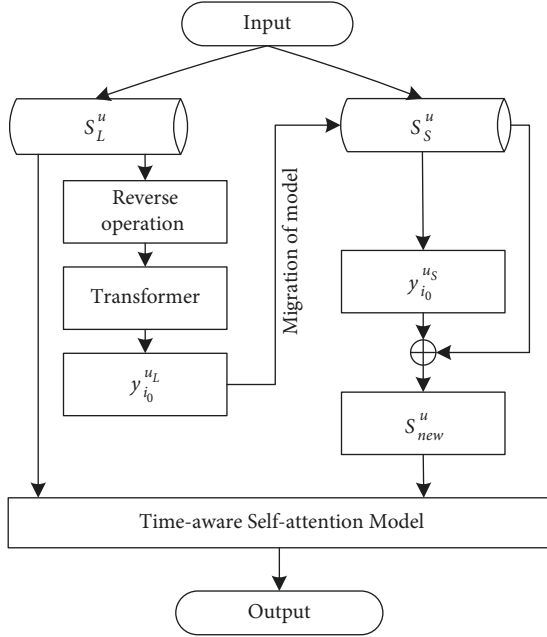 Input
S_L^u
S_S^u
Reverse
operation
Migration of model
Transformer
y_{i_0}^{u_S}
y_{i_0}^{u_L}
S_{new}^u
Time-aware Self-attention Model
Output